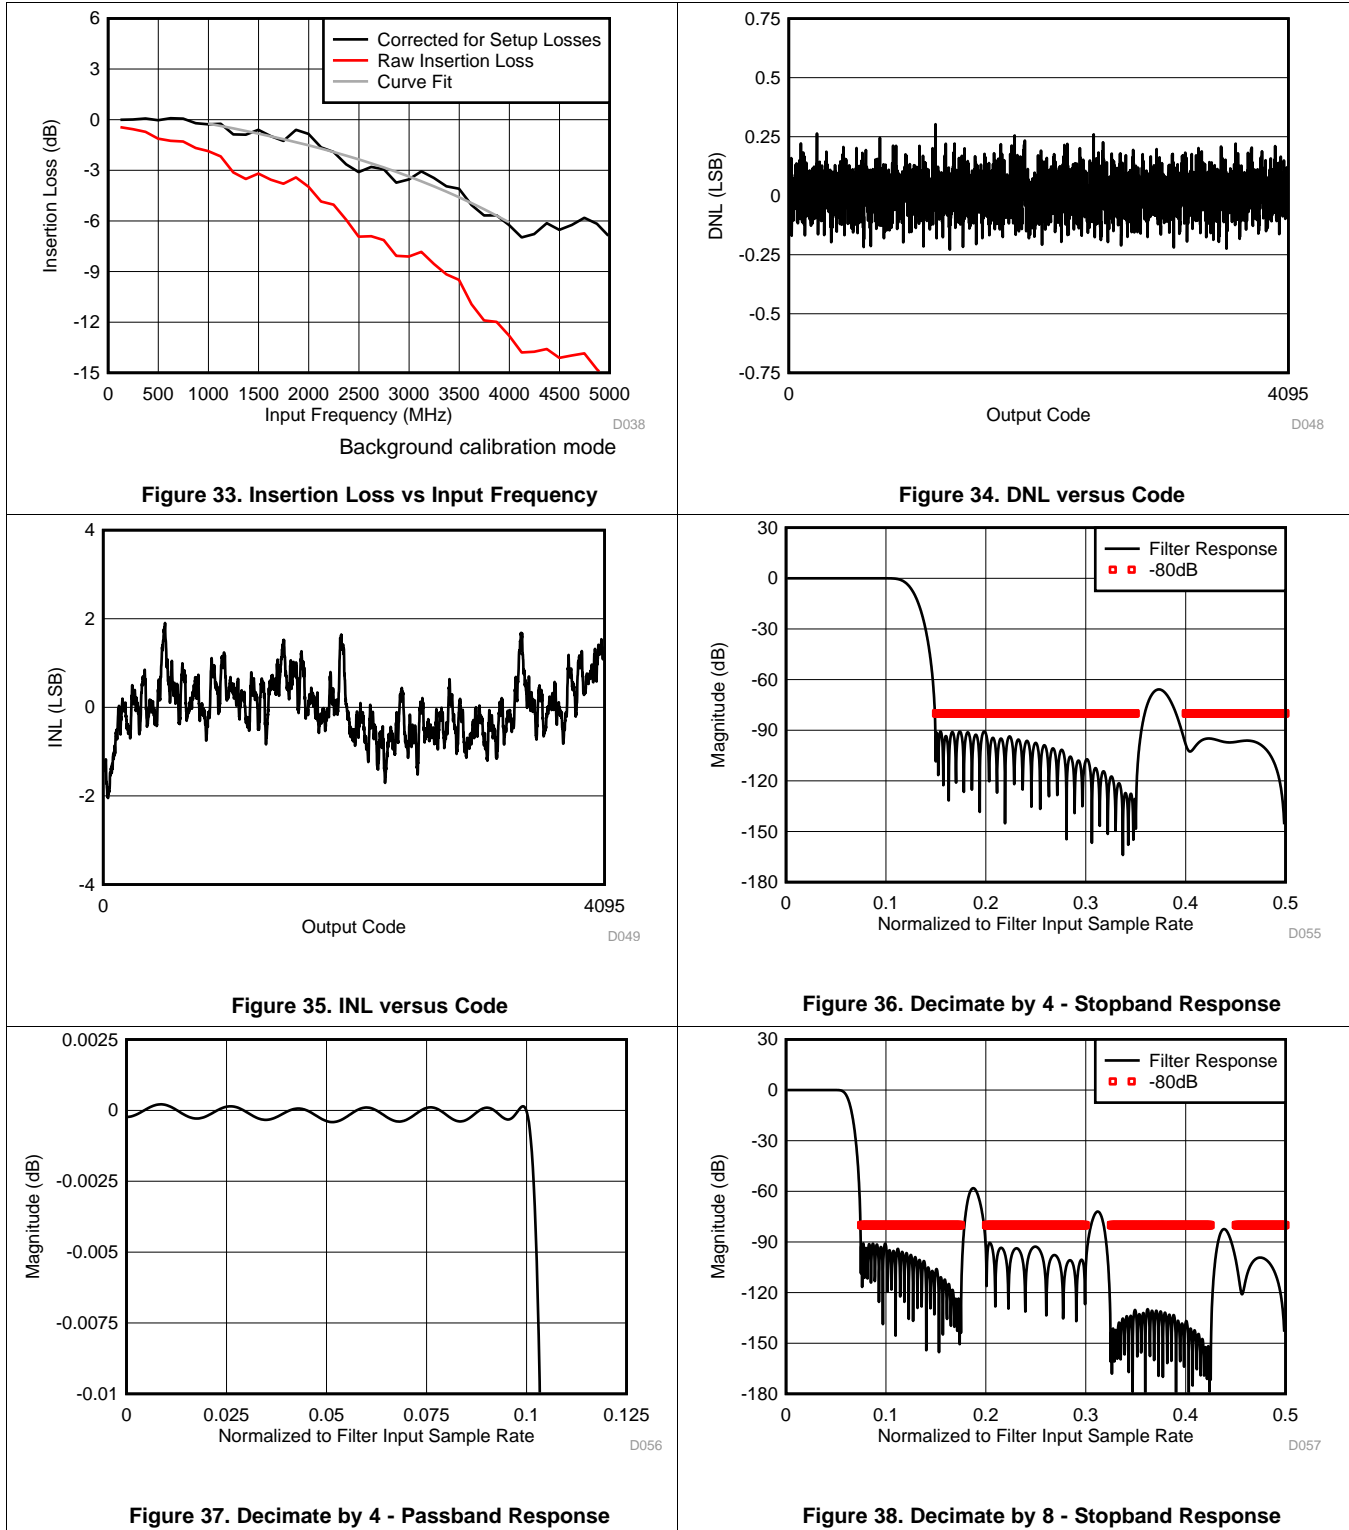 6
3
0
-3
-6
-9
-12
-15
Insertion Loss (dB)
Corrected for Setup Losses
Raw Insertion Loss
Curve Fit
0 500 1000 1500 2000 2500 3000 3500 4000 4500 5000
Input Frequency (MHz)
D038
Background calibration mode
Figure 33. Insertion Loss vs Input Frequency
0.75
0.5
0.25
0
-0.25
-0.5
-0.75
DNL (LSB)
0 4095
Output Code
D048
Figure 34. DNL versus Code
4
2
0
-2
-4
INL (LSB)
0 4095
Output Code
D049
Figure 35. INL versus Code
30
0
-30
-60
-90
-120
-150
-180
Magnitude (dB)
Filter Response
-80dB
0 0.1 0.2 0.3 0.4 0.5
Normalized to Filter Input Sample Rate
D055
Figure 36. Decimate by 4 - Stopband Response
0.0025
0
-0.0025
-0.005
-0.0075
-0.01
Magnitude (dB)
0 0.025 0.05 0.075 0.1 0.125
Normalized to Filter Input Sample Rate
D056
Figure 37. Decimate by 4 - Passband Response
30
0
-30
-60
-90
-120
-150
-180
Magnitude (dB)
Filter Response
-80dB
0 0.1 0.2 0.3 0.4 0.5
Normalized to Filter Input Sample Rate
D057
Figure 38. Decimate by 8 - Stopband Response